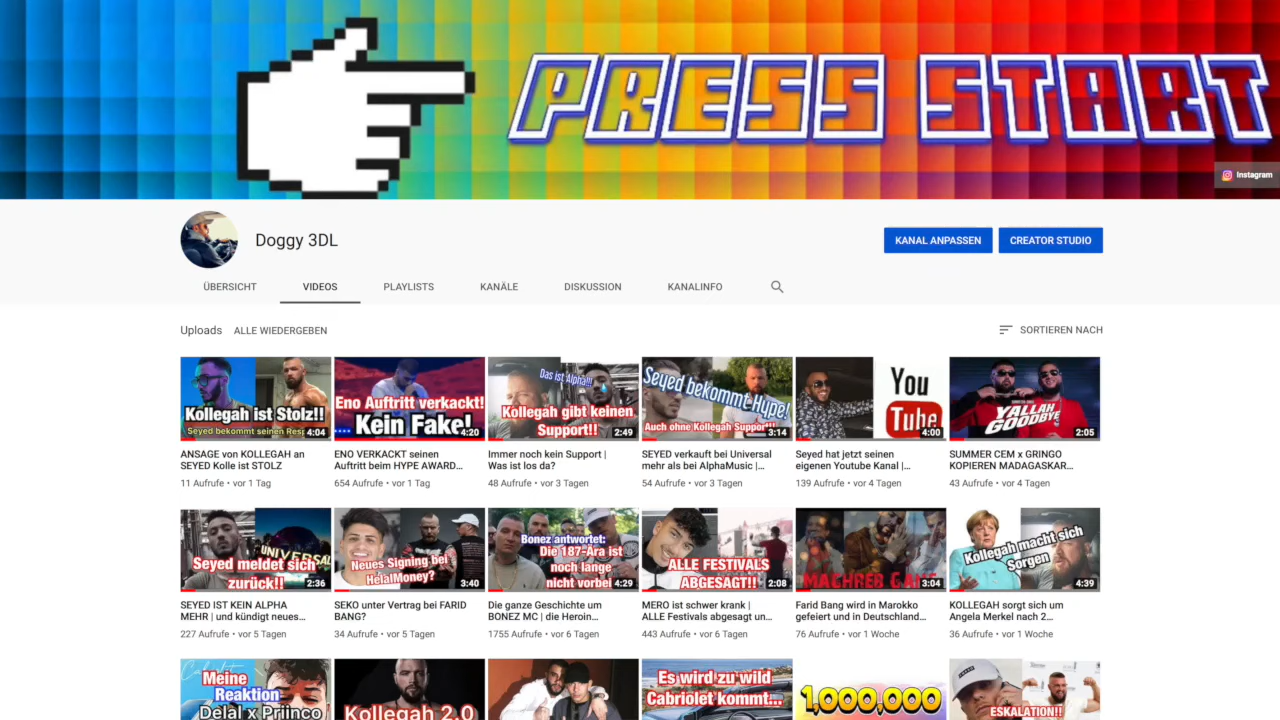 PRESS START
Instagram
Doggy 3DL
KANAL ANPASSEN
CREATOR STUDIO
ÜBERSICHT
VIDEOS
PLAYLISTS
KANÄLE
DISKUSSION
KANALINFO
Uploads
ALLE WIEDERGEBEN
SORTIEREN NACH
Kollegah ist Stolz!!
Seyed bekommt seinen
4:04
ANSAGE von KOLLEGAH an
SEYED Kolle ist STOLZ
11 Aufrufe • vor 1 Tag
Eno Auftritt verkackt!
Kein Fake!
4:20
ENO VERKACKT seinen
Auftritt beim HYPE AWARD...
654 Aufrufe • vor 1 Tag
Das ist Alpha!!!
Kollegah gibt keinen
Support!!
2:49
Immer noch kein Support |
Was ist los da?
48 Aufrufe • vor 3 Tagen
Seyed bekommt Hype!
Auch ohne Kollegah Support!!
3:14
SEYED verkauft bei Universal
mehr als bei AlphaMusic |...
54 Aufrufe • vor 3 Tagen
You
Tube
4:00
Seyed hat jetzt seinen
eigenen Youtube Kanal |...
139 Aufrufe • vor 4 Tagen
YALLAH
GOODBYE
2:05
SUMMER CEM x GRINGO
KOPIEREN MADAGASKAR...
43 Aufrufe • vor 4 Tagen
UNIVERSAL
Seyed meldet sich
zurück!!
2:36
SEYED IST KEIN ALPHA
MEHR | und kündigt neues...
227 Aufrufe • vor 5 Tagen
Neues Signing bei
HelalMoney?
3:40
SEKO unter Vertrag bei FARID
BANG?
34 Aufrufe • vor 5 Tagen
Bonez antwortet:
Die 187-Ära ist
noch lange
nicht vorbei
4:29
Die ganze Geschichte um
BONEZ MC | die Heroin...
1755 Aufrufe • vor 6 Tagen
ALLE FESTIVALS
ABGESAGT!!
2:08
MERO ist schwer krank |
ALLE Festivals abgesagt un...
443 Aufrufe • vor 6 Tagen
MAGHREB GANG
3:04
Farid Bang wird in Marokko
gefeiert und in Deutschland...
76 Aufrufe • vor 1 Woche
Kollegah macht sich
Sorgen
4:39
KOLLEGAH sorgt sich um
Angela Merkel nach 2...
36 Aufrufe • vor 1 Woche
Meine
Reaktion
Delal x Priinco
Kollegah 2.0
Es wird zu wild
Cabriolet kommt...
1,000,000
ESKALATION!!